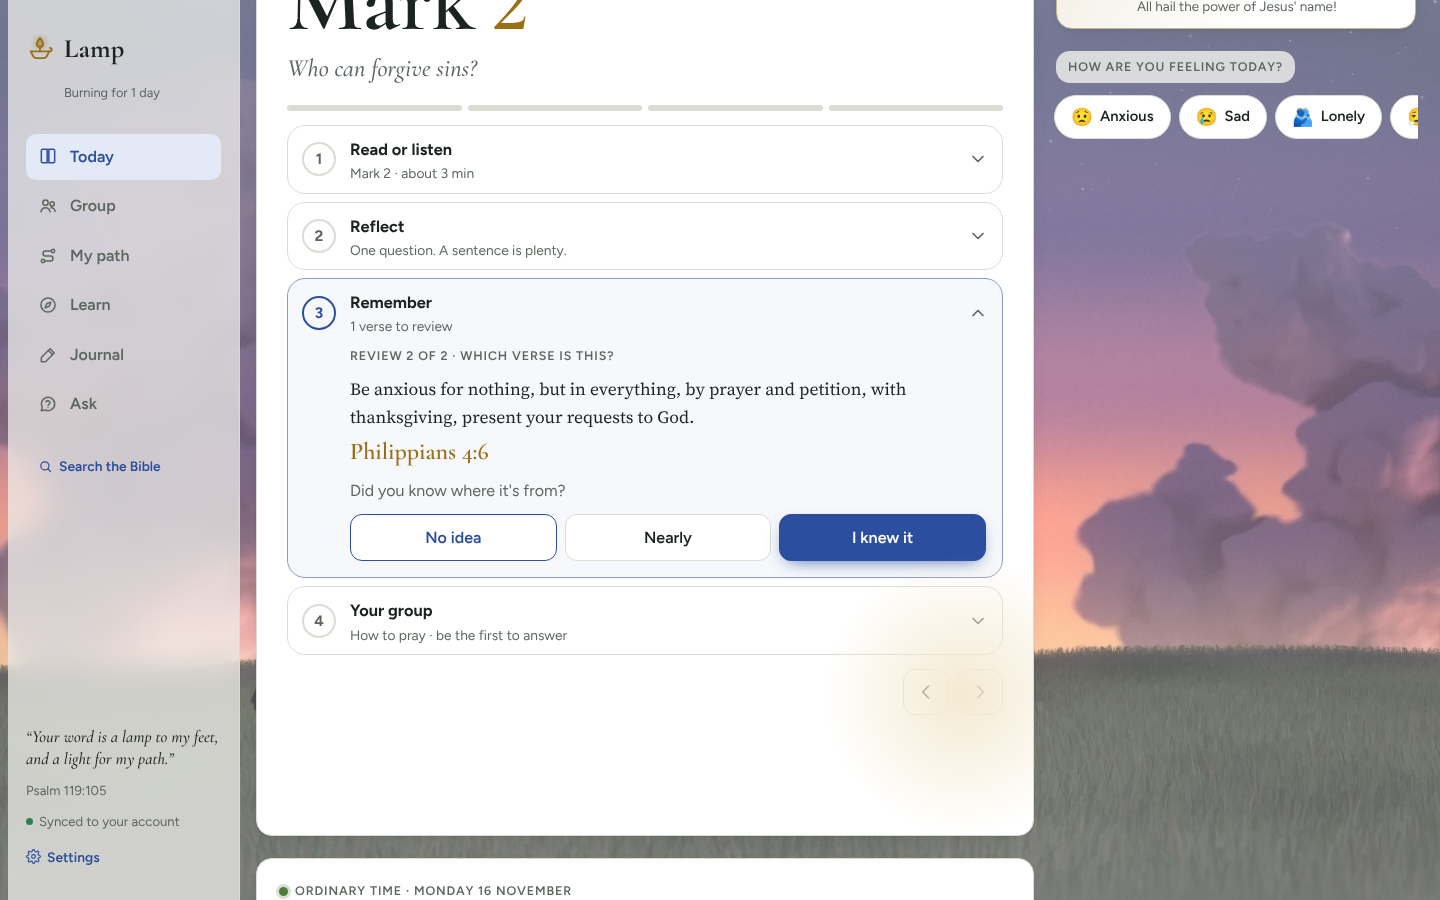 Lamp
Burning for 1 day
Today
Group
My path
Learn
Journal
Ask
Search the Bible
“Your word is a lamp to my feet,
and a light for my path.”
Psalm 119:105
Synced to your account
Settings
Mark 2
Who can forgive sins?
1
Read or listen
Mark 2 · about 3 min
2
Reflect
One question. A sentence is plenty.
3
Remember
1 verse to review
REVIEW 2 OF 2 · WHICH VERSE IS THIS?
Be anxious for nothing, but in everything, by prayer and petition, with
thanksgiving, present your requests to God.
Philippians 4:6
Did you know where it's from?
No idea
Nearly
I knew it
4
Your group
How to pray · be the first to answer
ORDINARY TIME · MONDAY 16 NOVEMBER
All hail the power of Jesus' name!
HOW ARE YOU FEELING TODAY?
Anxious
Sad
Lonely